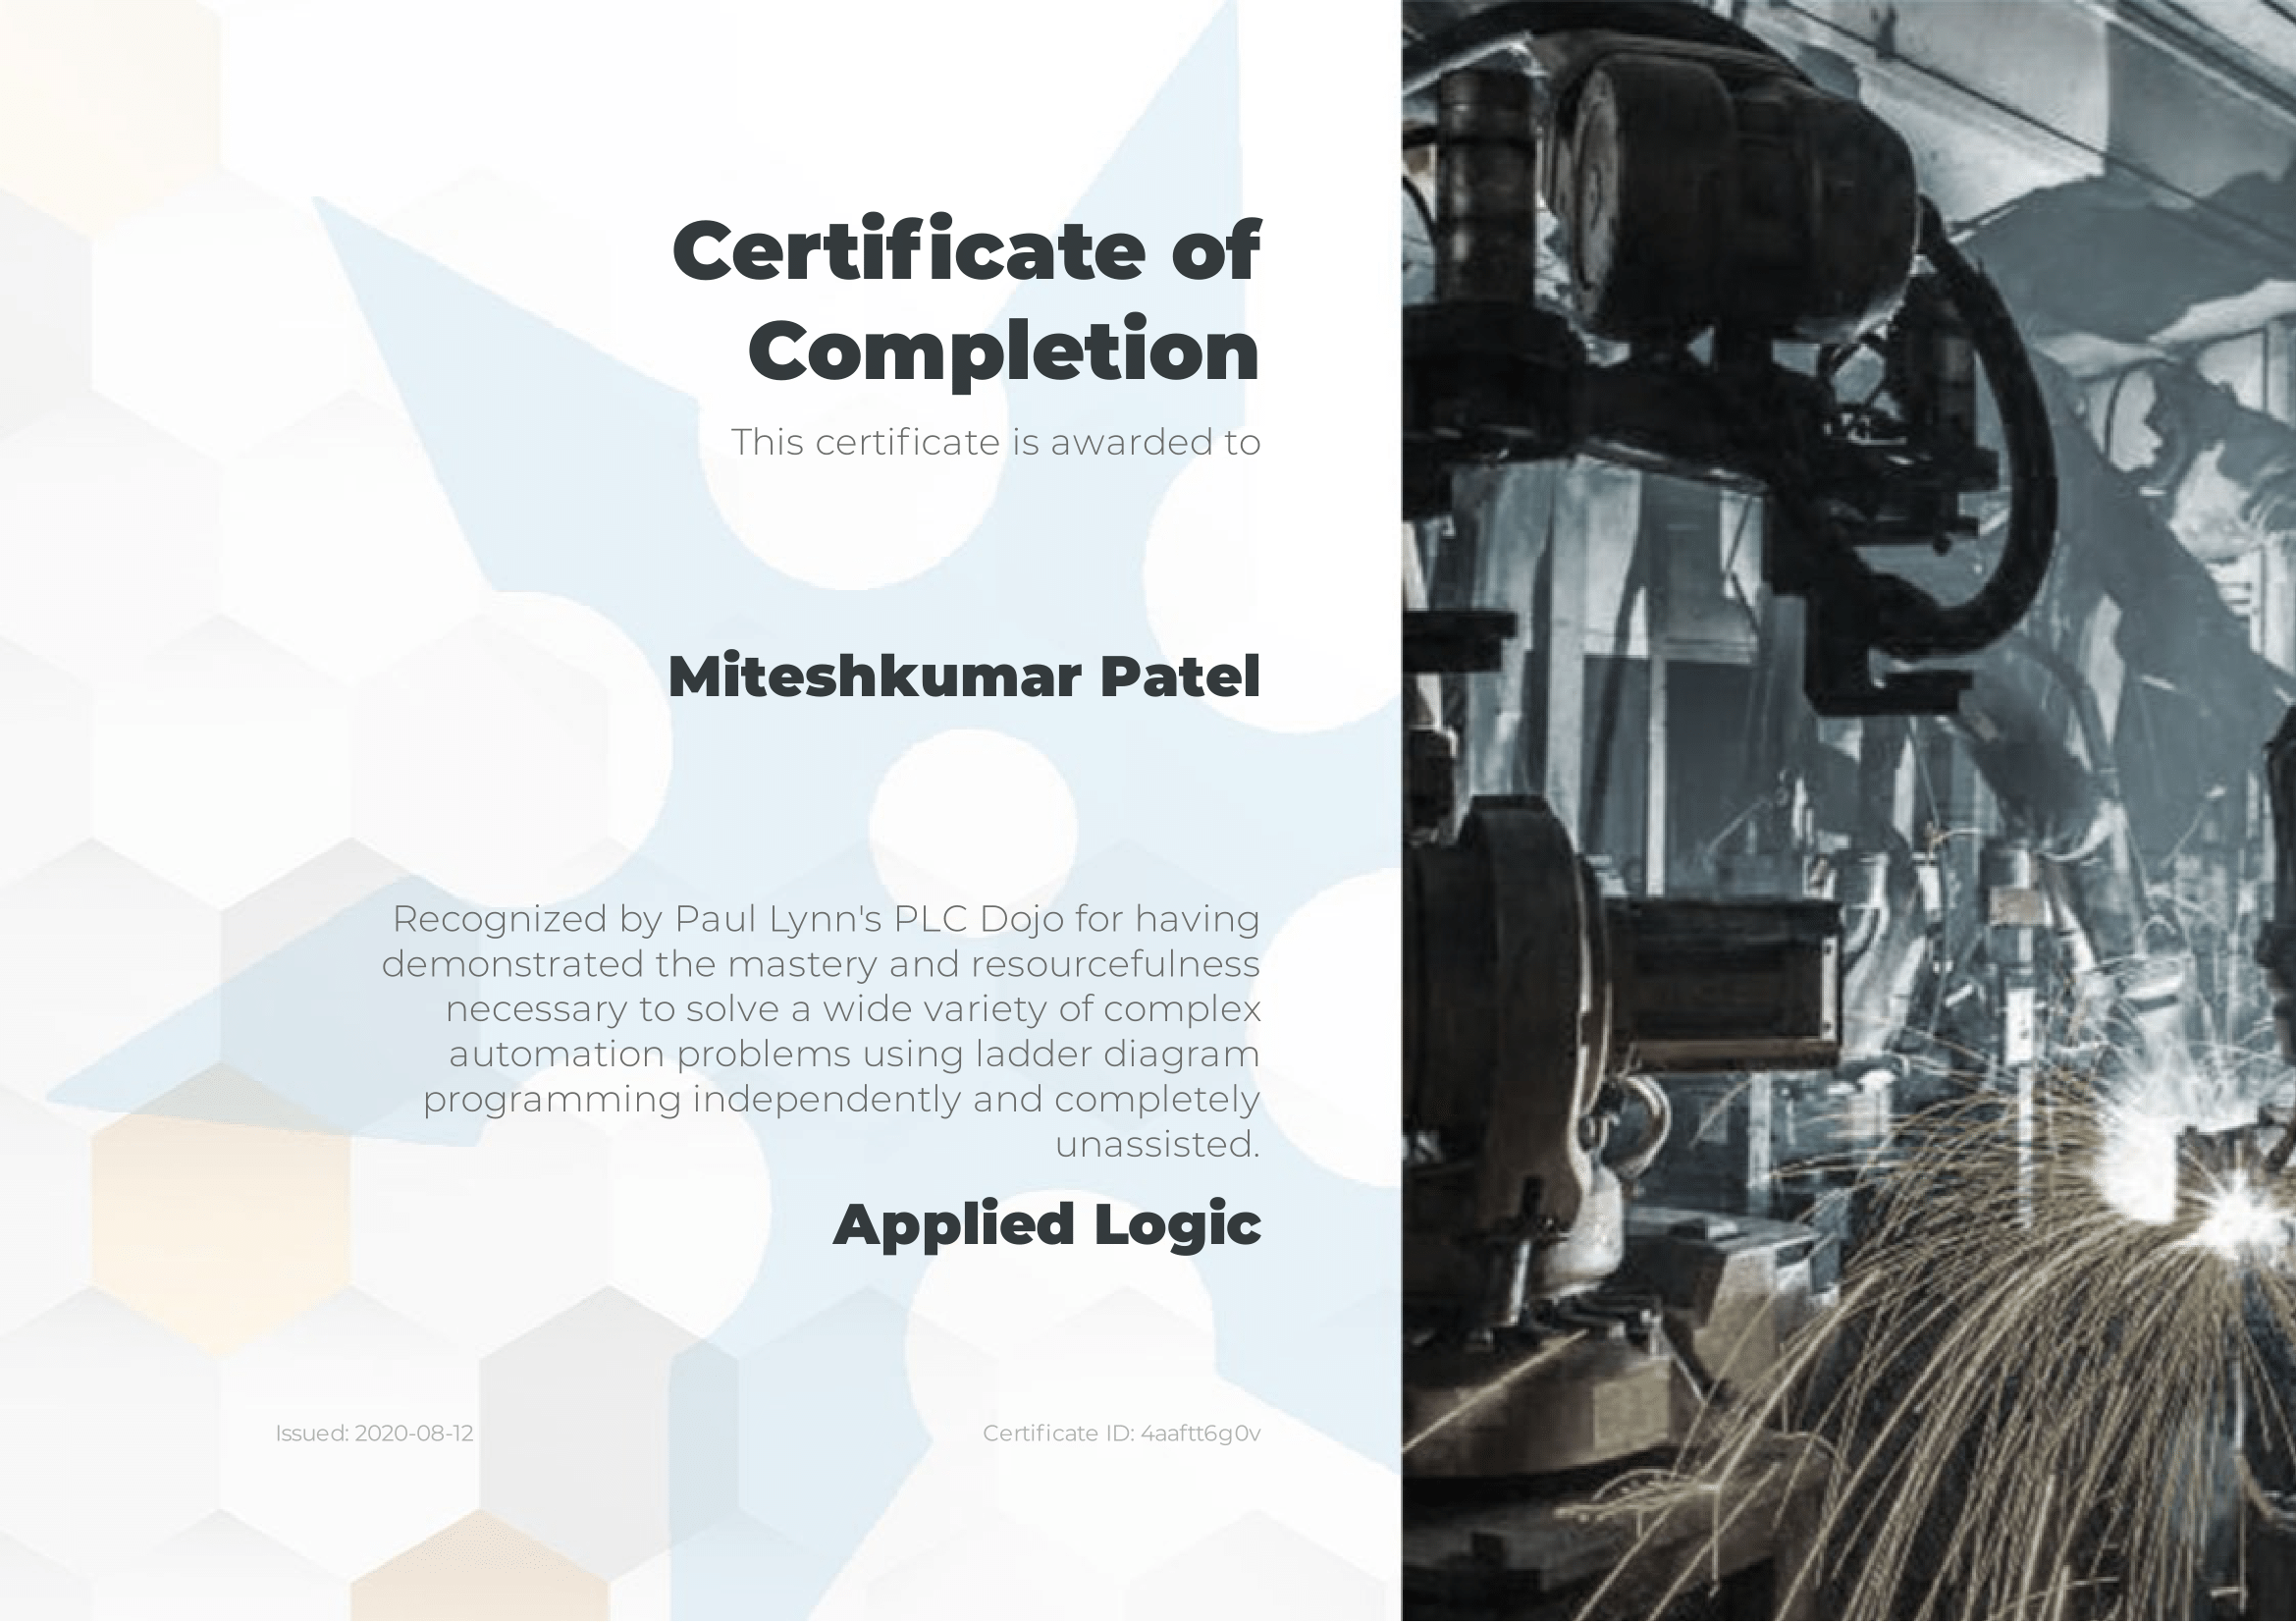 Certificate of
Completion
This certificate is awarded to
Miteshkumar Patel
Recognized by Paul Lynn's PLC Dojo for having
demonstrated the mastery and resourcefulness
necessary to solve a wide variety of complex
automation problems using ladder diagram
programming independently and completely
unassisted.
Applied Logic
Issued: 2020-08-12
Certificate ID: 4aaftt6g0v